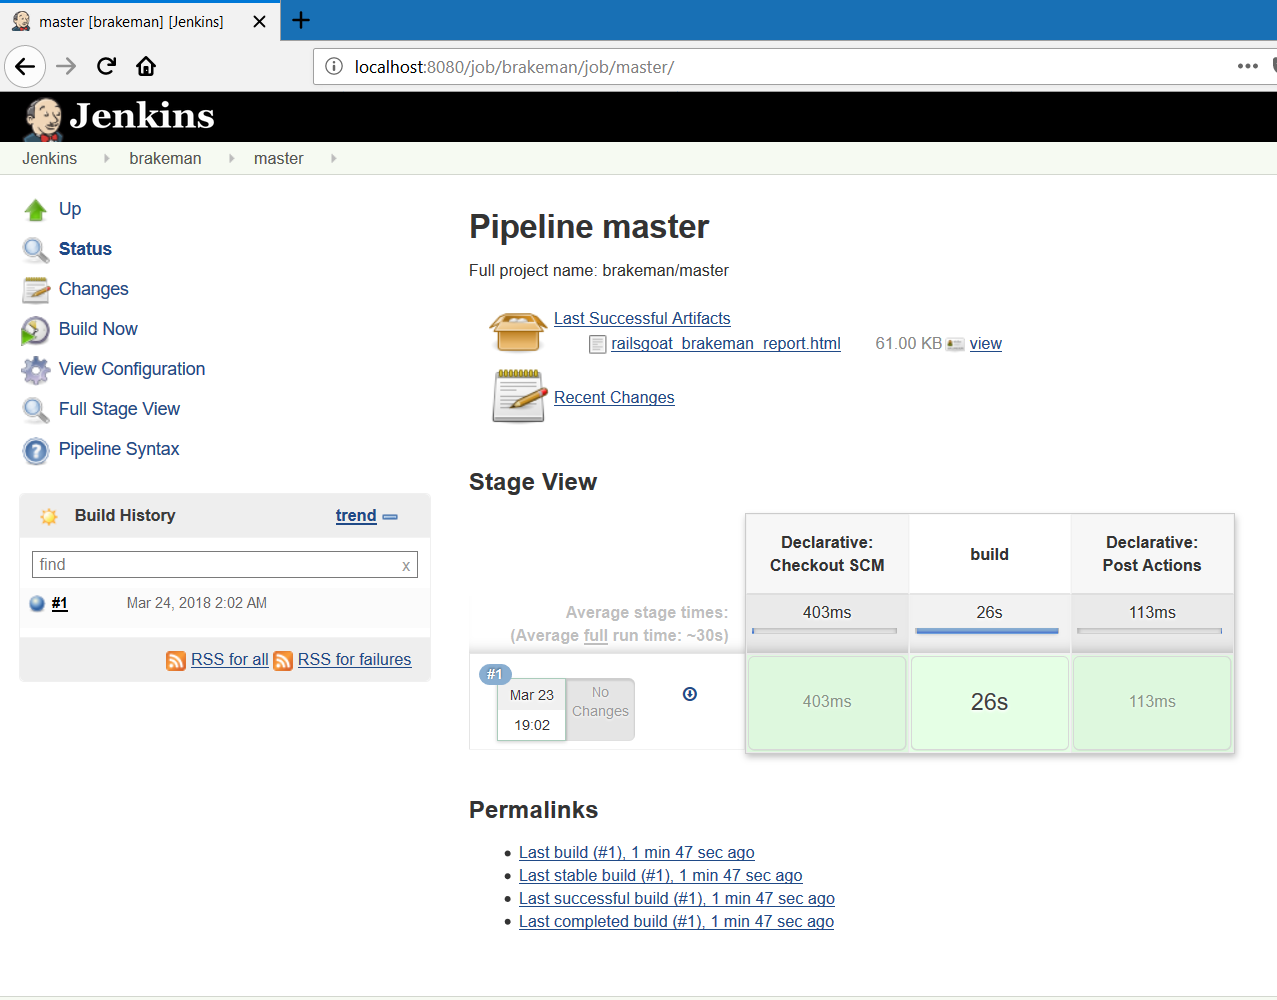 master [brakeman] [Jenkins]
localhost:8080/job/brakeman/job/master/
Jenkins
Jenkins brakeman master
Up
Status
Changes
Build Now
View Configuration
Full Stage View
Pipeline Syntax
Build History trend
find x
#1 Mar 24, 2018 2:02 AM
RSS for all RSS for failures
Pipeline master
Full project name: brakeman/master
Last Successful Artifacts
railsgoat_brakeman_report.html 61.00 KB view
Recent Changes
Stage View
Declarative:
Checkout SCM
build
Declarative:
Post Actions
Average stage times:
(Average full run time: ~30s)
403ms 26s 113ms
#1
Mar 23
19:02
No
Changes
403ms 26s 113ms
Permalinks
Last build (#1), 1 min 47 sec ago
Last stable build (#1), 1 min 47 sec ago
Last successful build (#1), 1 min 47 sec ago
Last completed build (#1), 1 min 47 sec ago